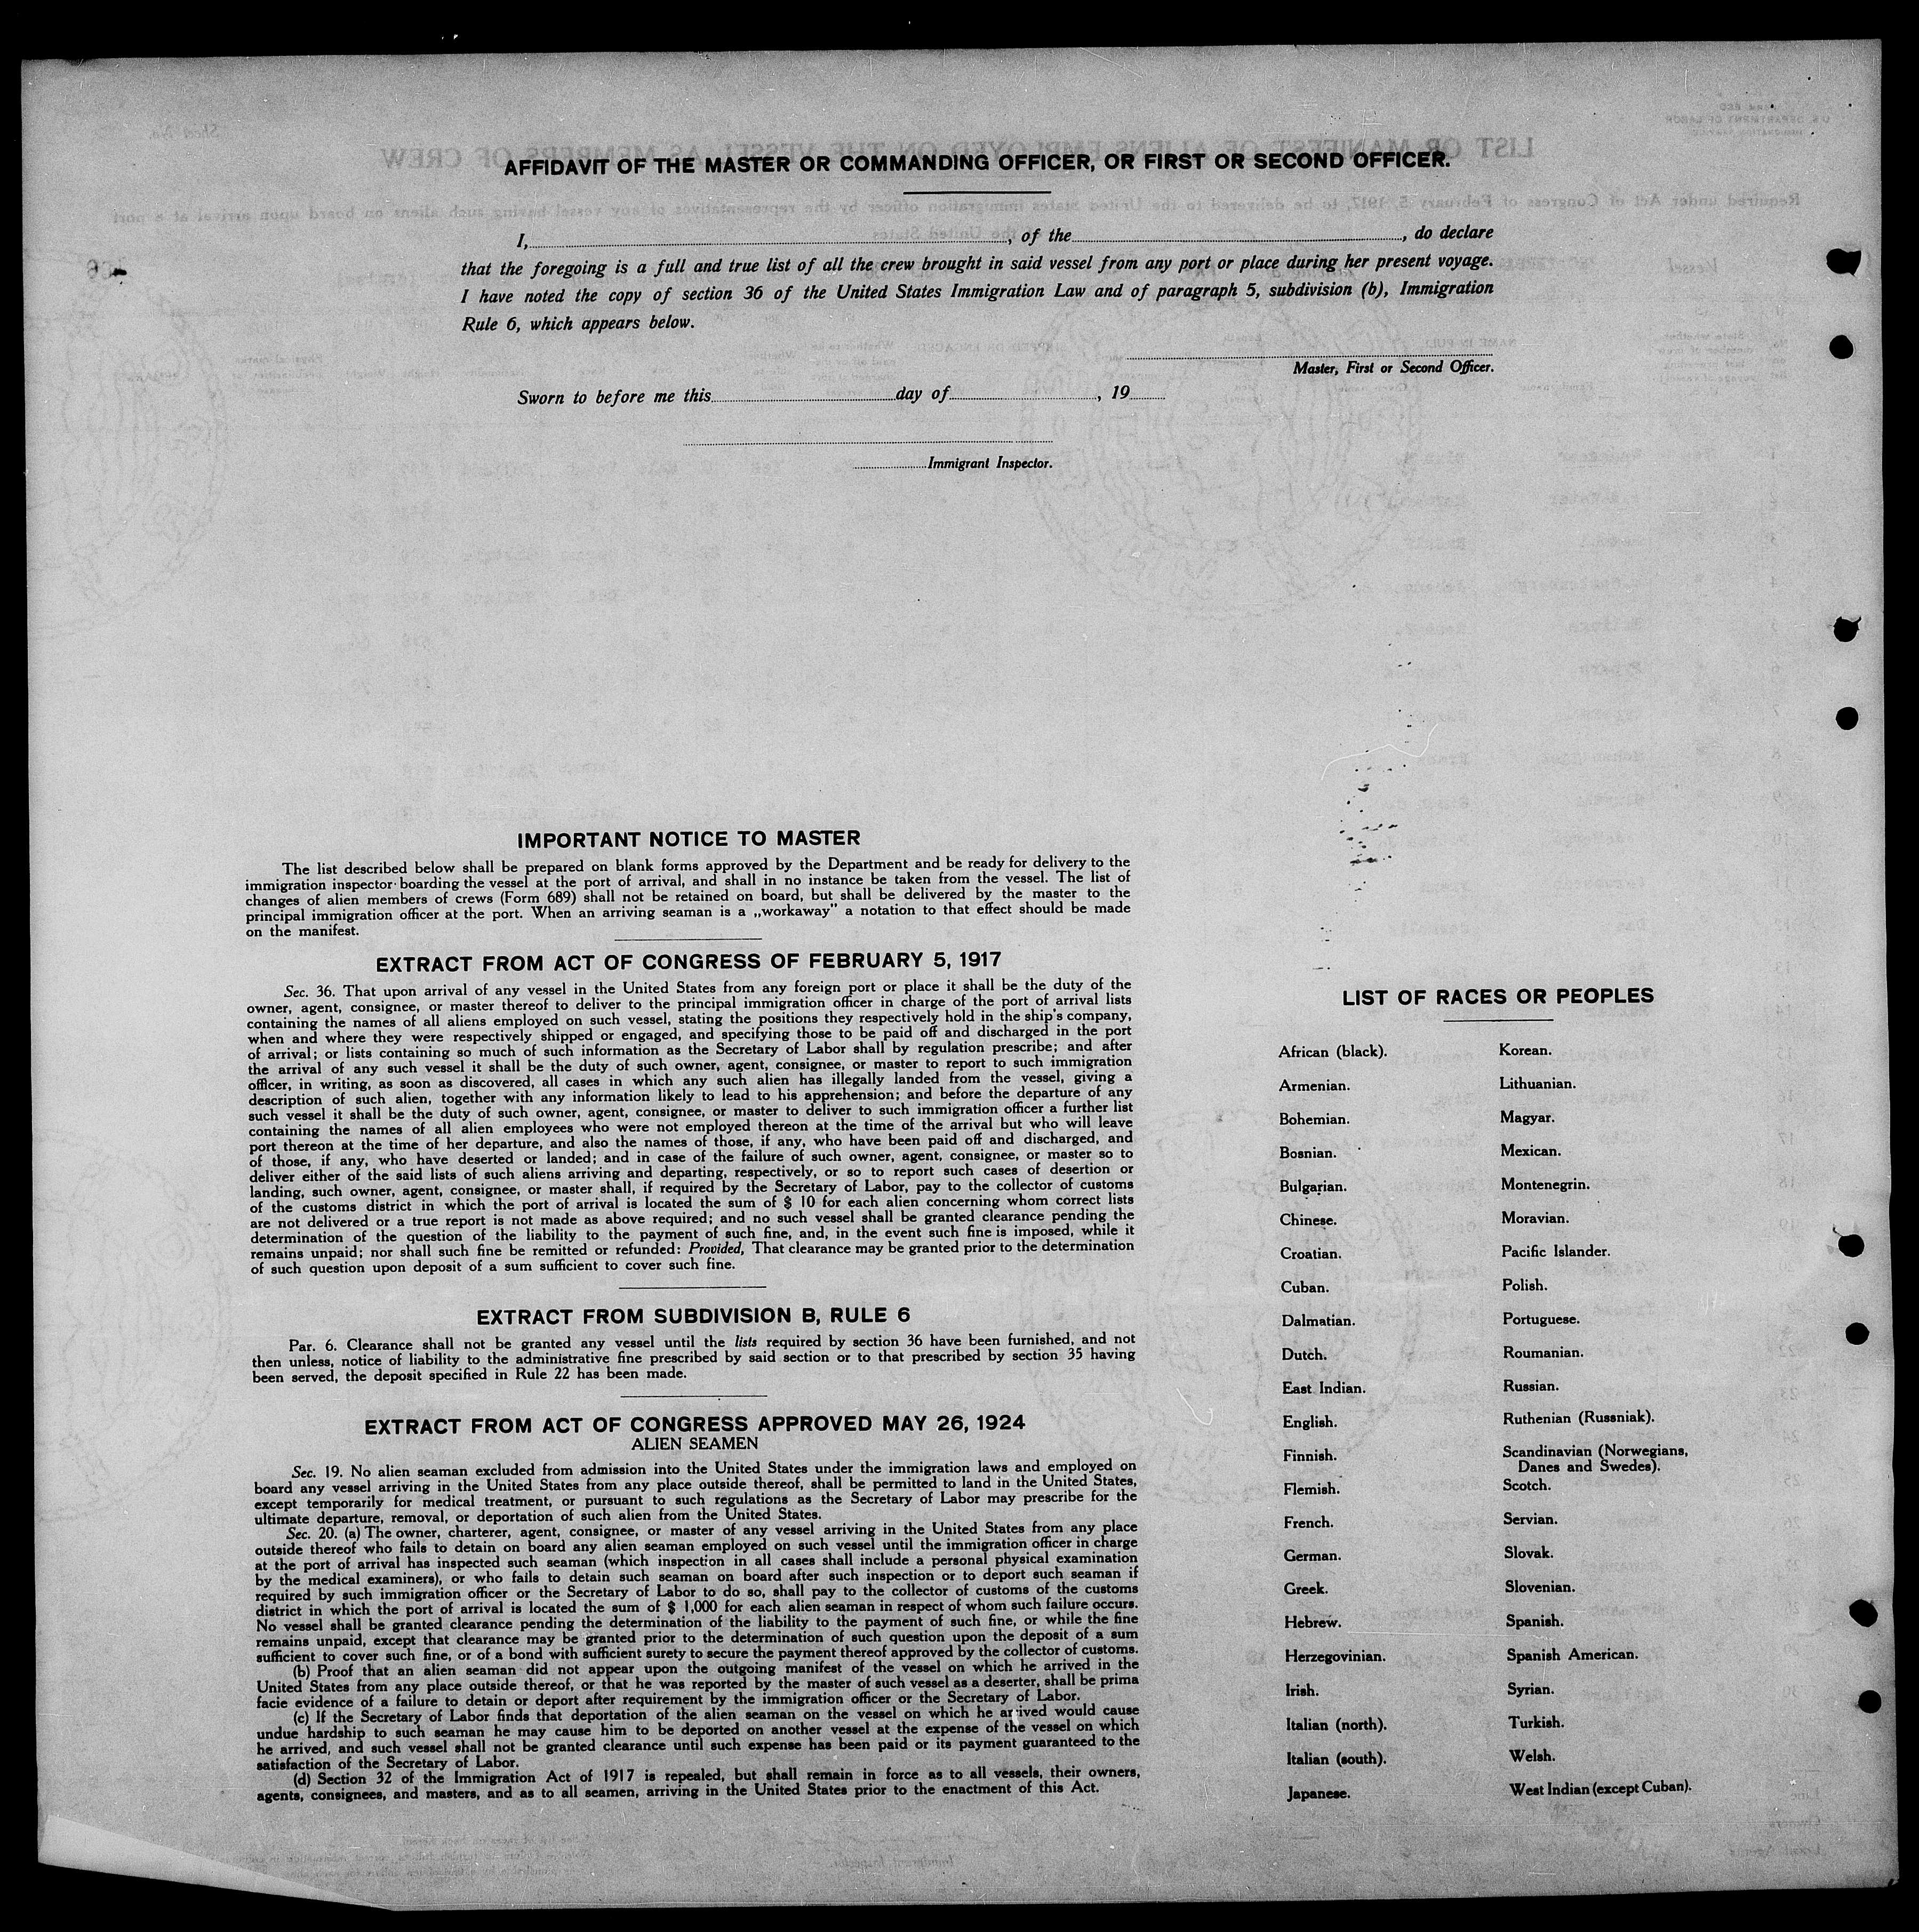 AFFIDAVIT OF THE MASTER OR COMMANDING OFFICER, OR FIRST OR SECOND OFFICER.
I,, of the, do declare
that the foregoing is a full and true list of all the crew brought in said vessel from any port or place during her present voyage.
I have noted the copy of section 36 of the United States Immigration Law and of paragraph 5, subdivision (b), Immigration
Rule 6, which appears below.
Master, First or Second Officer.
Sworn to before me this day of, 19
Immigrant Inspector.
IMPORTANT NOTICE TO MASTER
The list described below shall be prepared on blank forms approved by the Department and be ready for delivery to the
immigration inspector boarding the vessel at the port of arrival, and shall in no instance be taken from the vessel. The list of
changes of alien members of crews (Form 689) shall not be retained on board, but shall be delivered by the master to the
principal immigration officer at the port. When an arriving seaman is a „workaway” a notation to that effect should be made
on the manifest.
EXTRACT FROM ACT OF CONGRESS OF FEBRUARY 5, 1917
Sec. 36. That upon arrival of any vessel in the United States from any foreign port or place it shall be the duty of the
owner, agent, consignee, or master thereof to deliver to the principal immigration officer in charge of the port of arrival lists
containing the names of all aliens employed on such vessel, stating the positions they respectively hold in the ship's company,
when and where they were respectively shipped or engaged, and specifying those to be paid off and discharged in the port
of arrival; or lists containing so much of such information as the Secretary of Labor shall by regulation prescribe; and after
the arrival of any such vessel it shall be the duty of such owner, agent, consignee, or master to report to such immigration
officer, in writing, as soon as discovered, all cases in which any such alien has illegally landed from the vessel, giving a
description of such alien, together with any information likely to lead to his apprehension; and before the departure of any
such vessel it shall be the duty of such owner, agent, consignee, or master to deliver to such immigration officer a further list
containing the names of all alien employees who were not employed thereon at the time of the arrival but who will leave
port thereon at the time of her departure, and also the names of those, if any, who have been paid off and discharged, and
of those, if any, who have deserted or landed; and in case of the failure of such owner, agent, consignee, or master so to
deliver either of the said lists of such aliens arriving and departing, respectively, or so to report such cases of desertion or
landing, such owner, agent, consignee, or master shall, if required by the Secretary of Labor, pay to the collector of customs
of the customs district in which the port of arrival is located the sum of $ 10 for each alien concerning whom correct lists
are not delivered or a true report is not made as above required; and no such vessel shall be granted clearance pending the
determination of the question of the liability to the payment of such fine, and, in the event such fine is imposed, while it
remains unpaid; nor shall such fine be remitted or refunded: Provided, That clearance may be granted prior to the determination
of such question upon deposit of a sum sufficient to cover such fine.
EXTRACT FROM SUBDIVISION B, RULE 6
Par. 6. Clearance shall not be granted any vessel until the lists required by section 36 have been furnished, and not
then unless, notice of liability to the administrative fine prescribed by said section or to that prescribed by section 35 having
been served, the deposit specified in Rule 22 has been made.
EXTRACT FROM ACT OF CONGRESS APPROVED MAY 26, 1924
ALIEN SEAMEN
Sec. 19. No alien seaman excluded from admission into the United States under the immigration laws and employed on
board any vessel arriving in the United States from any place outside thereof, shall be permitted to land in the United States,
except temporarily for medical treatment, or pursuant to such regulations as the Secretary of Labor may prescribe for the
ultimate departure, removal, or deportation of such alien from the United States.
Sec. 20. (a) The owner, charterer, agent, consignee, or master of any vessel arriving in the United States from any place
outside thereof who fails to detain on board any alien seaman employed on such vessel until the immigration officer in charge
at the port of arrival has inspected such seaman (which inspection in all cases shall include a personal physical examination
by the medical examiners), or who fails to detain such seaman on board after such inspection or to deport such seaman if
required by such immigration officer or the Secretary of Labor to do so, shall pay to the collector of customs of the customs
district in which the port of arrival is located the sum of $ 1,000 for each alien seaman in respect of whom such failure occurs.
No vessel shall be granted clearance pending the determination of the liability to the payment of such fine, or while the fine
remains unpaid, except that clearance may be granted prior to the determination of such question upon the deposit of a sum
sufficient to cover such fine, or of a bond with sufficient surety to secure the payment thereof approved by the collector of customs.
(b) Proof that an alien seaman did not appear upon the outgoing manifest of the vessel on which he arrived in the
United States from any place outside thereof, or that he was reported by the master of such vessel as a deserter, shall be prima
facie evidence of a failure to detain or deport after requirement by the immigration officer or the Secretary of Labor.
(c) If the Secretary of Labor finds that deportation of the alien seaman on the vessel on which he arrived would cause
undue hardship to such seaman he may cause him to be deported on another vessel at the expense of the vessel on which
he arrived, and such vessel shall not be granted clearance until such expense has been paid or its payment guaranteed to the
satisfaction of the Secretary of Labor.
(d) Section 32 of the Immigration Act of 1917 is repealed, but shall remain in force as to all vessels, their owners,
agents, consignees, and masters, and as to all seamen, arriving in the United States prior to the enactment of this Act.
LIST OF RACES OR PEOPLES
African (black).
Armenian.
Bohemian.
Bosnian.
Bulgarian.
Chinese.
Croatian.
Cuban.
Dalmatian.
Dutch.
East Indian.
English.
Finnish.
Flemish.
French.
German.
Greek.
Hebrew.
Herzegovinian.
Irish.
Italian (north).
Italian (south).
Japanese.
Korean.
Lithuanian.
Magyar.
Mexican.
Montenegrin.
Moravian.
Pacific Islander.
Polish.
Portuguese.
Roumanian.
Russian.
Ruthenian (Russniak).
Scandinavian (Norwegians,
Danes and Swedes).
Scotch.
Servian.
Slovak.
Slovenian.
Spanish.
Spanish American.
Syrian.
Turkish.
Welsh.
West Indian (except Cuban).